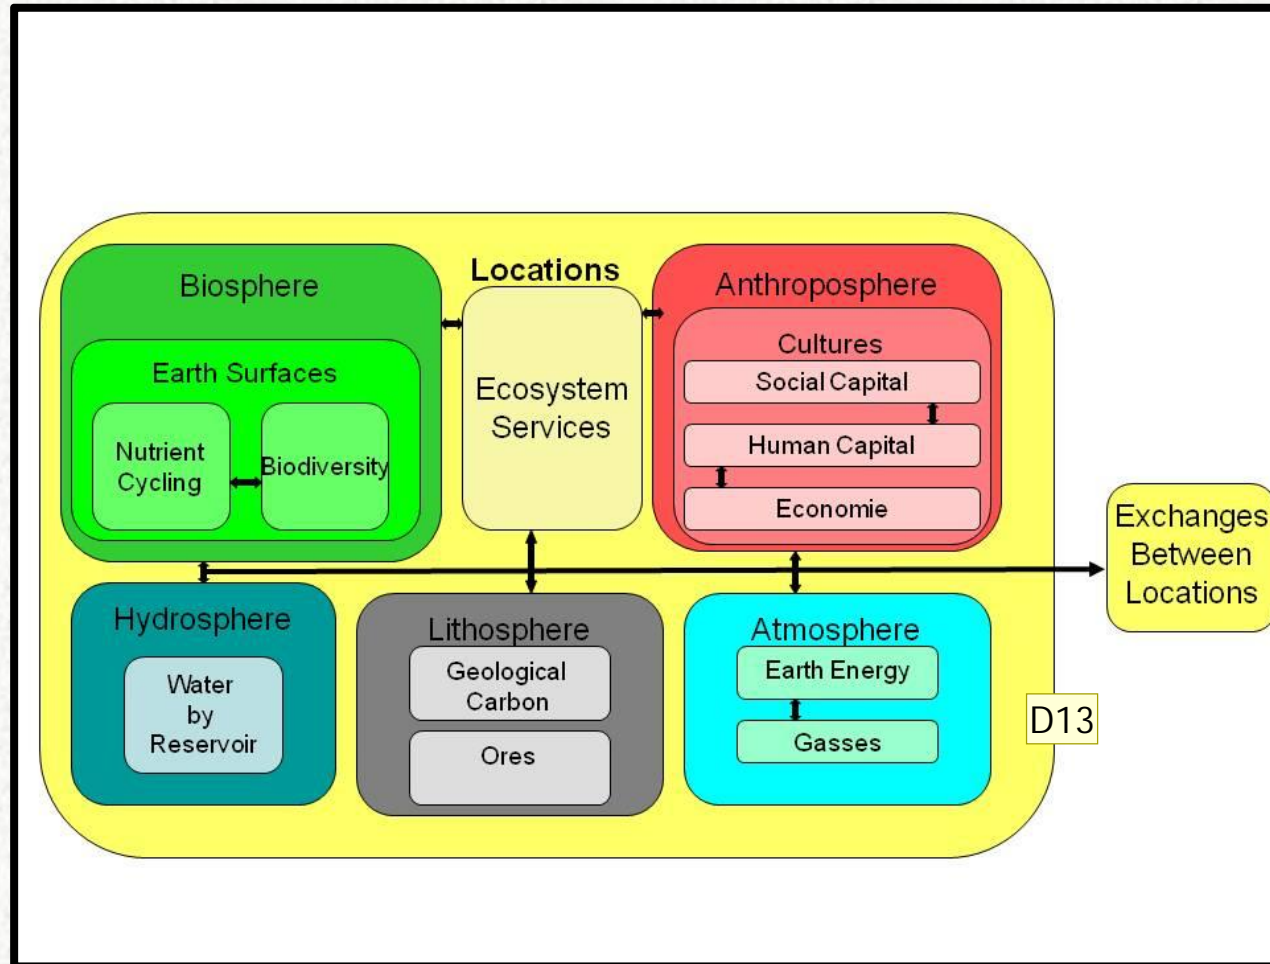 Locations
Biosphere
Earth Surfaces
Nutrient
Cycling
Biodiversity
Ecosystem
Services
Anthroposphere
Cultures
Social Capital
Human Capital
Economie
Exchanges
Between
Locations
Hydrosphere
Water
by
Reservoir
Lithosphere
Geological
Carbon
Ores
Atmosphere
Earth Energy
Gasses
D13